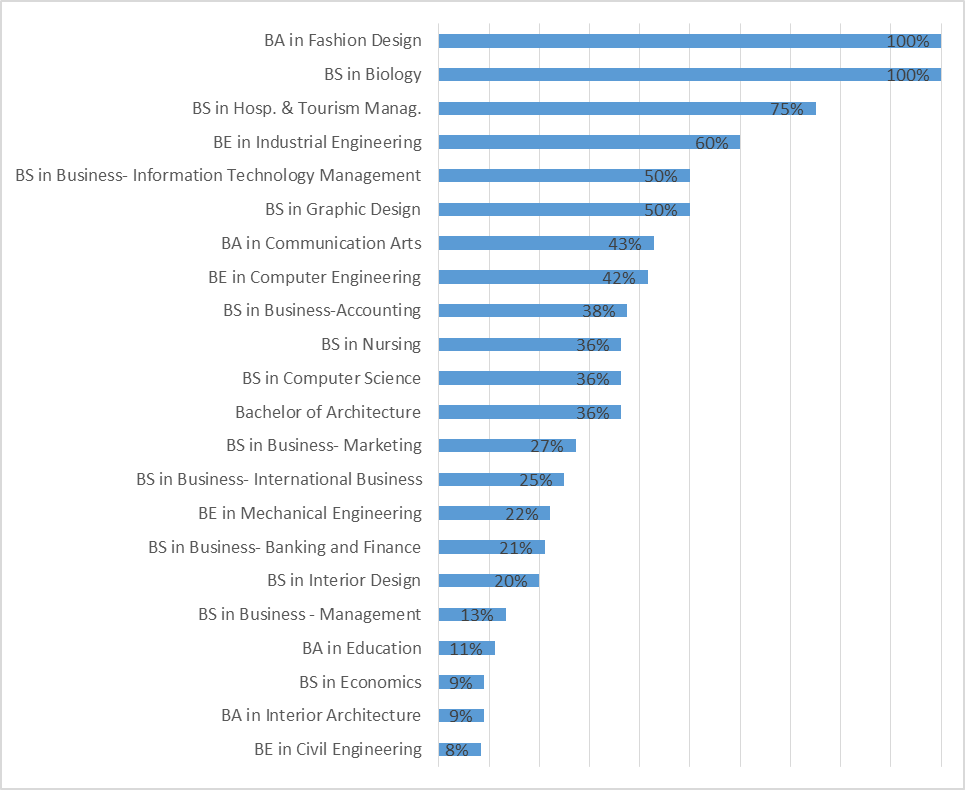 BA in Fashion Design 100%
BS in Biology 100%
BS in Hosp. & Tourism Manag. 75%
BE in Industrial Engineering 60%
BS in Business- Information Technology Management 50%
BS in Graphic Design 50%
BA in Communication Arts 43%
BE in Computer Engineering 42%
BS in Business-Accounting 38%
BS in Nursing 36%
BS in Computer Science 36%
Bachelor of Architecture 36%
BS in Business- Marketing 27%
BS in Business- International Business 25%
BE in Mechanical Engineering 22%
BS in Business- Banking and Finance 21%
BS in Interior Design 20%
BS in Business - Management 13%
BA in Education 11%
BS in Economics 9%
BA in Interior Architecture 9%
BE in Civil Engineering 8%